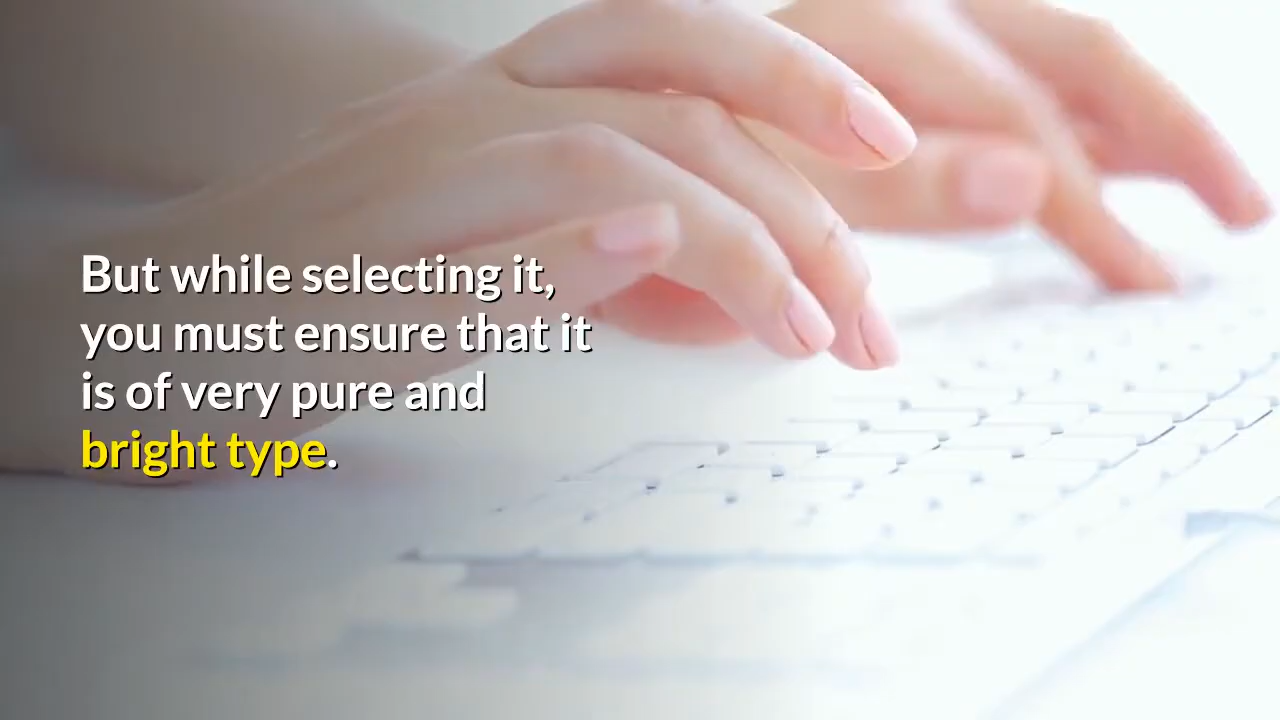 But while selecting it,
you must ensure that it
is of very pure and
bright type.